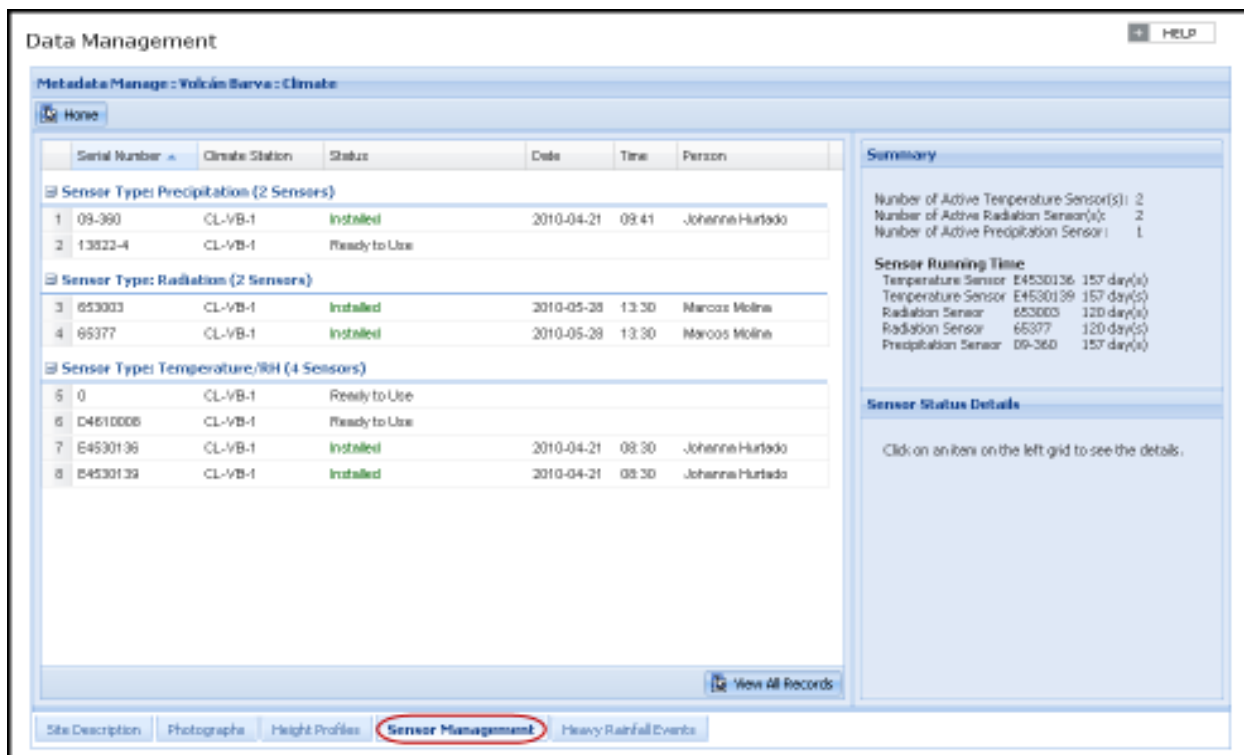 Data Management
HELP
Metadata Manage : Volcán Barva : Climate
Home
Serial Number Climate Station Status Date Time Person
Sensor Type: Precipitation (2 Sensors)
1 09-360 CL-VB-1 Installed 2010-04-21 09:41 Johanna Hurtado
2 13822-4 CL-VB-1 Ready to Use
Sensor Type: Radiation (2 Sensors)
3 653003 CL-VB-1 Installed 2010-05-28 13:30 Marcos Molina
4 65377 CL-VB-1 Installed 2010-05-28 13:30 Marcos Molina
Sensor Type: Temperature/RH (4 Sensors)
5 0 CL-VB-1 Ready to Use
6 D4610008 CL-VB-1 Ready to Use
7 E4530136 CL-VB-1 Installed 2010-04-21 08:30 Johanna Hurtado
8 E4530139 CL-VB-1 Installed 2010-04-21 08:30 Johanna Hurtado
View All Records
Summary
Number of Active Temperature Sensor(s): 2
Number of Active Radiation Sensor(s): 2
Number of Active Precipitation Sensor: 1
Sensor Running Time
Temperature Sensor E4530136 157 day(s)
Temperature Sensor E4530139 157 day(s)
Radiation Sensor 653003 120 day(s)
Radiation Sensor 65377 120 day(s)
Precipitation Sensor 09-360 157 day(s)
Sensor Status Details
Click on an item on the left grid to see the details.
Site Description Photographs Height Profiles Sensor Management Heavy Rainfall Events